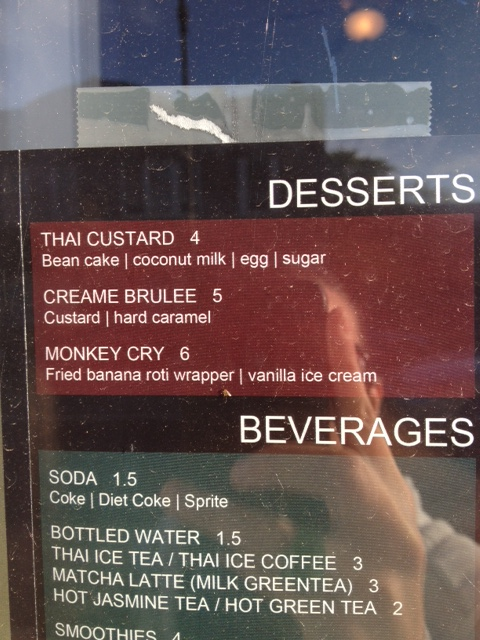 DESSERTS
THAI CUSTARD 4
Bean cake | coconut milk | egg | sugar
CREAME BRULEE 5
Custard | hard caramel
MONKEY CRY 6
Fried banana roti wrapper | vanilla ice cream
BEVERAGES
SODA 1.5
Coke | Diet Coke | Sprite
BOTTLED WATER 1.5
THAI ICE TEA / THAI ICE COFFEE 3
MATCHA LATTE (MILK GREENTEA) 3
HOT JASMINE TEA / HOT GREEN TEA 2
SMOOTHIES 4